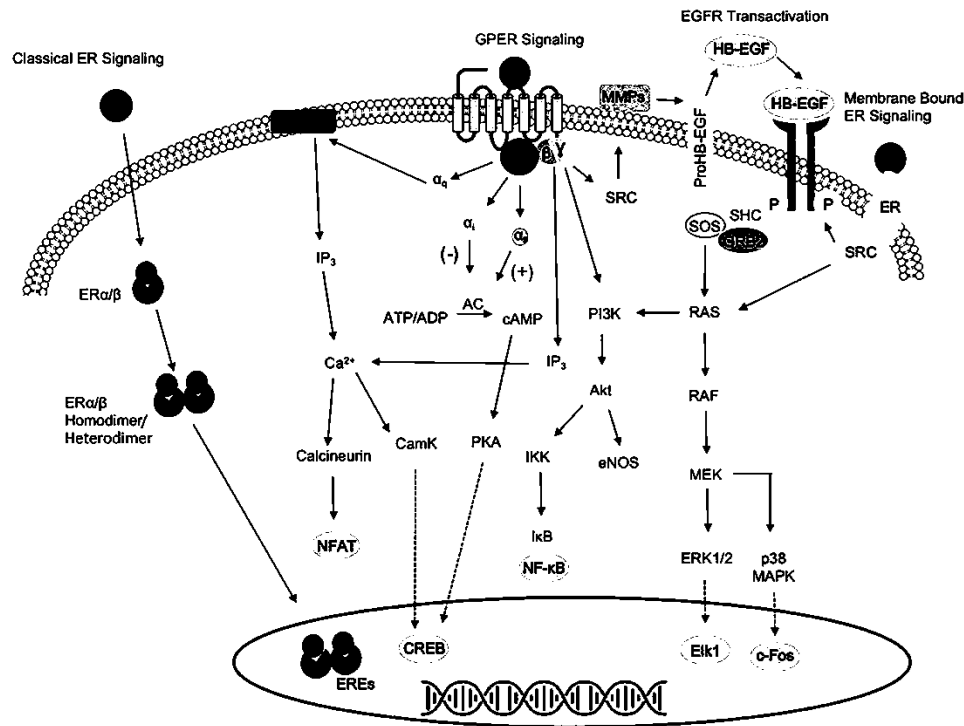 EGFR Transactivation
GPER Signaling
Classical ER Signaling
HB-EGF
MMPs
HB-EGF
Membrane Bound
ER Signaling
ProHB-EGF
β γ
αq
SRC
P P
ER
SOS
SHC
GRB2
SRC
αi
αs
(-)
(+)
IP3
ERα/β
ATP/ADP
AC
cAMP
PI3K
RAS
Ca2+
IP3
Akt
RAF
ERα/β
Homodimer/
Heterodimer
CamK
PKA
IKK
eNOS
Calcineurin
MEK
NFAT
IκB
NF-κB
ERK1/2
p38
MAPK
CREB
Elk1
c-Fos
EREs